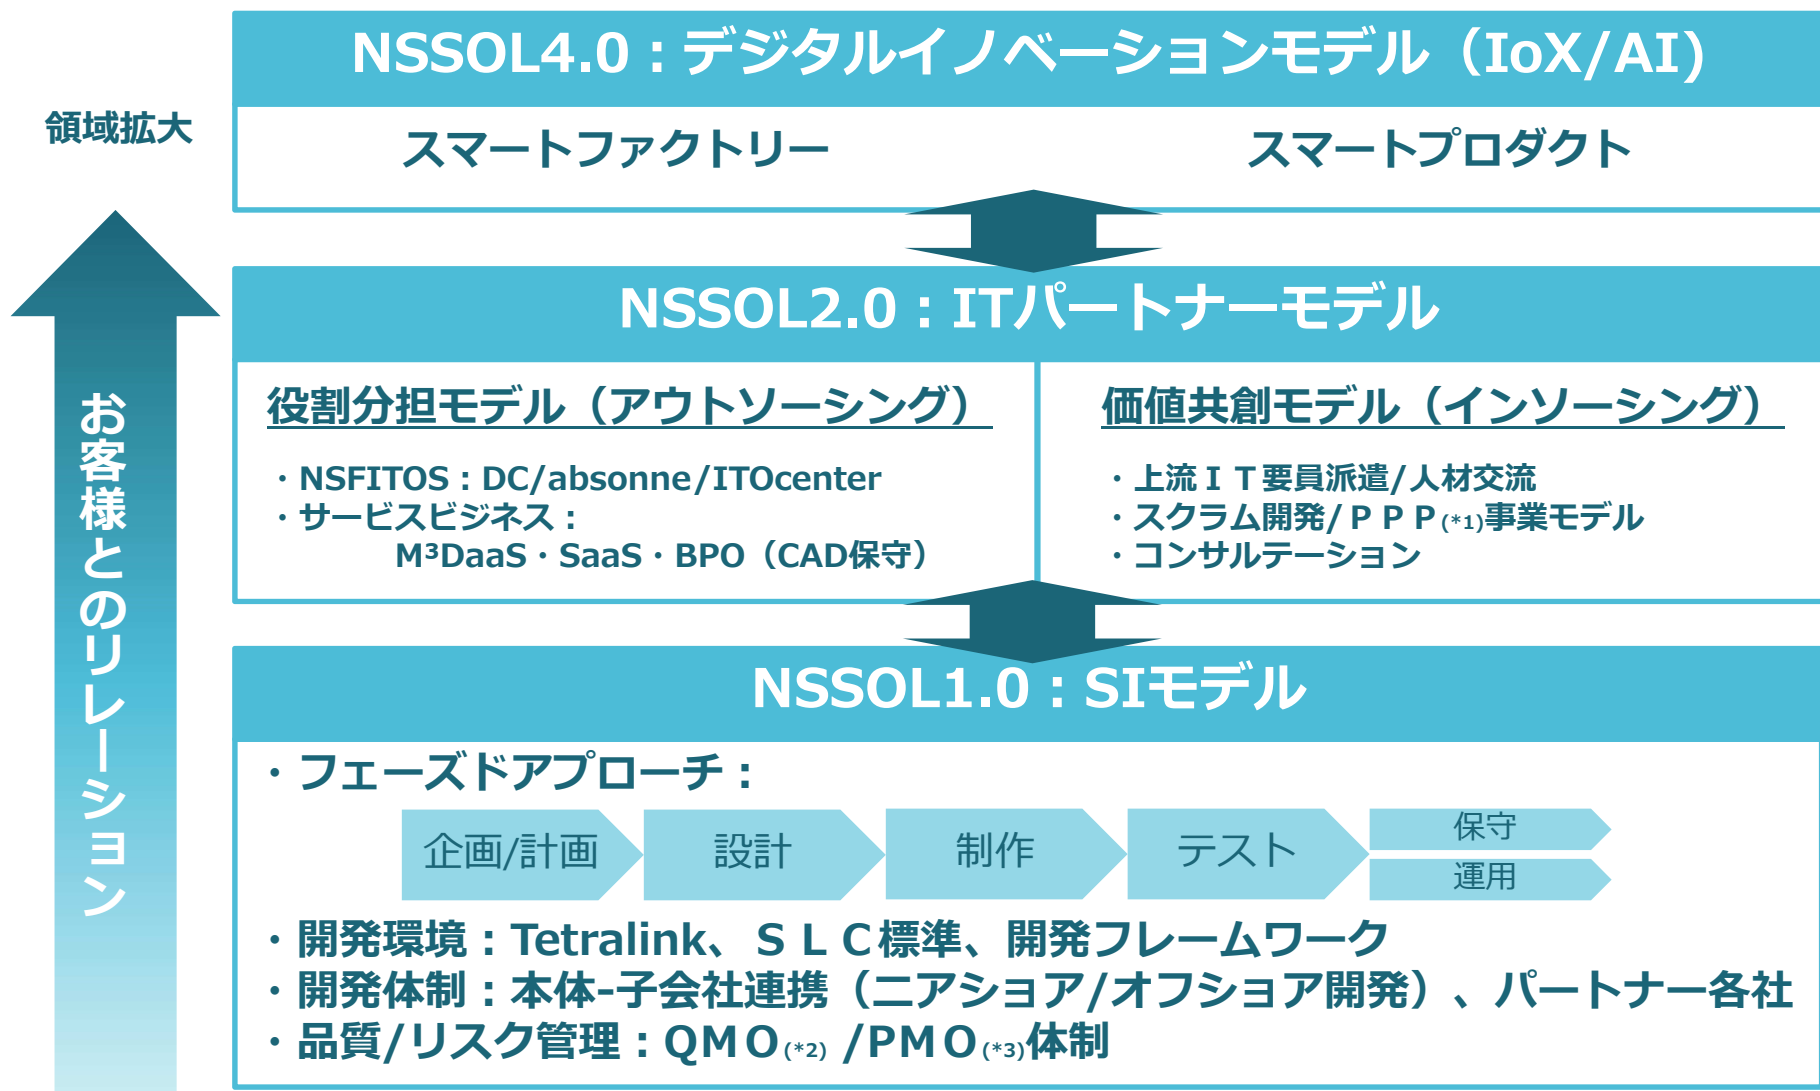 NSSOL4.0：デジタルイノベーションモデル（IoX/AI）
領域拡大
スマートファクトリー
スマートプロダクト
お客様とのリレーション
NSSOL2.0：ITパートナーモデル
役割分担モデル（アウトソーシング）
・NSFITOS：DC/absonne/ITOcenter
・サービスビジネス：
M³DaaS・SaaS・BPO（CAD保守）
価値共創モデル（インソーシング）
・上流ＩＴ要員派遣/人材交流
・スクラム開発/ＰＰＰ(*1)事業モデル
・コンサルテーション
NSSOL1.0：SIモデル
・フェーズドアプローチ：
企画/計画
設計
制作
テスト
保守
運用
・開発環境：Tetralink、ＳＬＣ標準、開発フレームワーク
・開発体制：本体-子会社連携（ニアショア/オフショア開発）、パートナー各社
・品質/リスク管理：QMO(*2) /PMO(*3)体制